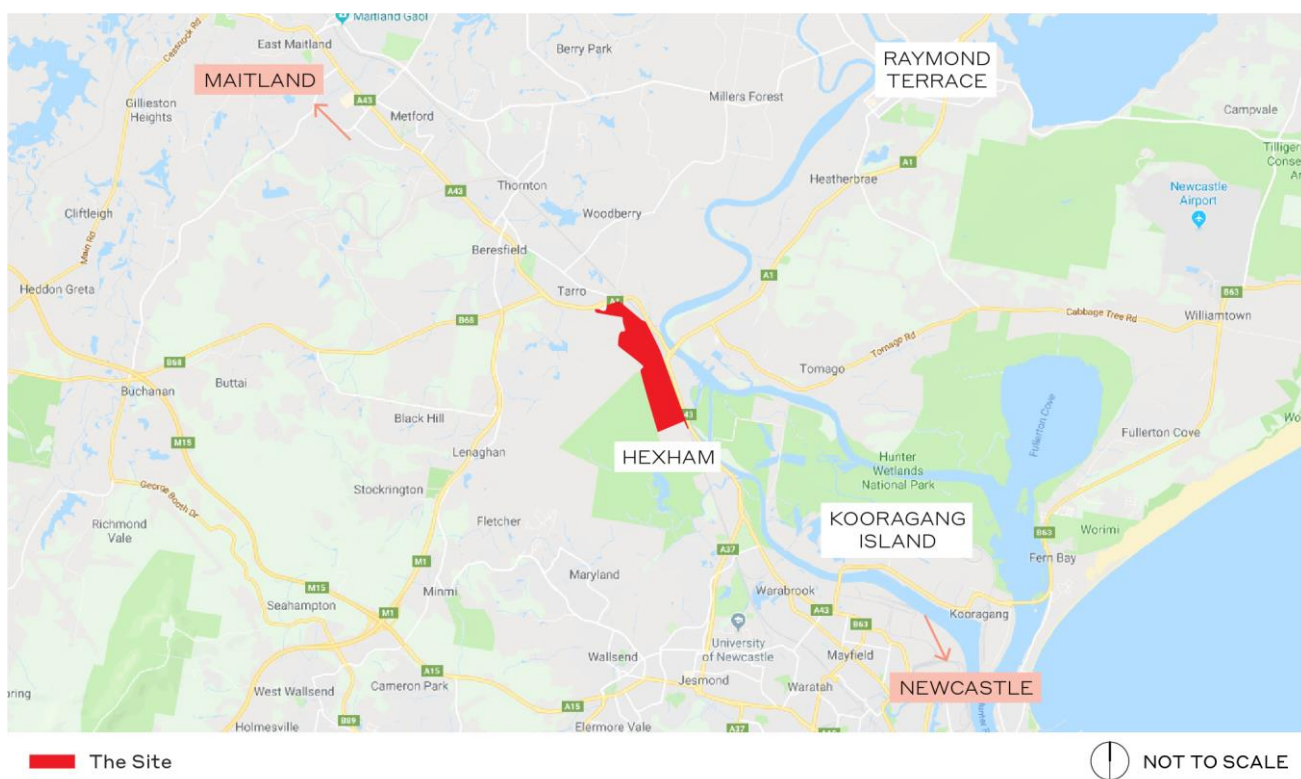 Maitland Gaol
Cessnock Rd
East Maitland
Berry Park
RAYMOND
TERRACE
MAITLAND
Gillieston
Heights
A43
Metford
Millers Forest
Campvale
A1
Heatherbrae
Newcastle
Airport
Thornton
A43
Woodberry
Cliftleigh
Main Rd
Beresfield
Heddon Greta
Tarro
B63
Williamtown
Cabbage Tree Rd
A1
B68
Tomago Rd
B68
Tomago
Buchanan
Buttai
Black Hill
M15
Lenaghan
HEXHAM
Fullerton Cove
Fullerton Cove
Hunter
Wetlands
National Park
George Booth Dr
Stockrington
Richmond
Vale
Fletcher
KOORAGANG
ISLAND
B63
Worimi
Fern Bay
A37
Maryland
M15
Seahampton
M1
M1
Minmi
Warabrook
A43
B63
Kooragang
University
of Newcastle
Mayfield
Wallsend
Jesmond
Waratah
NEWCASTLE
West Wallsend
Cameron Park
A15
A15
Holmesville
B89
Elermore Vale
A37
The Site
NOT TO SCALE